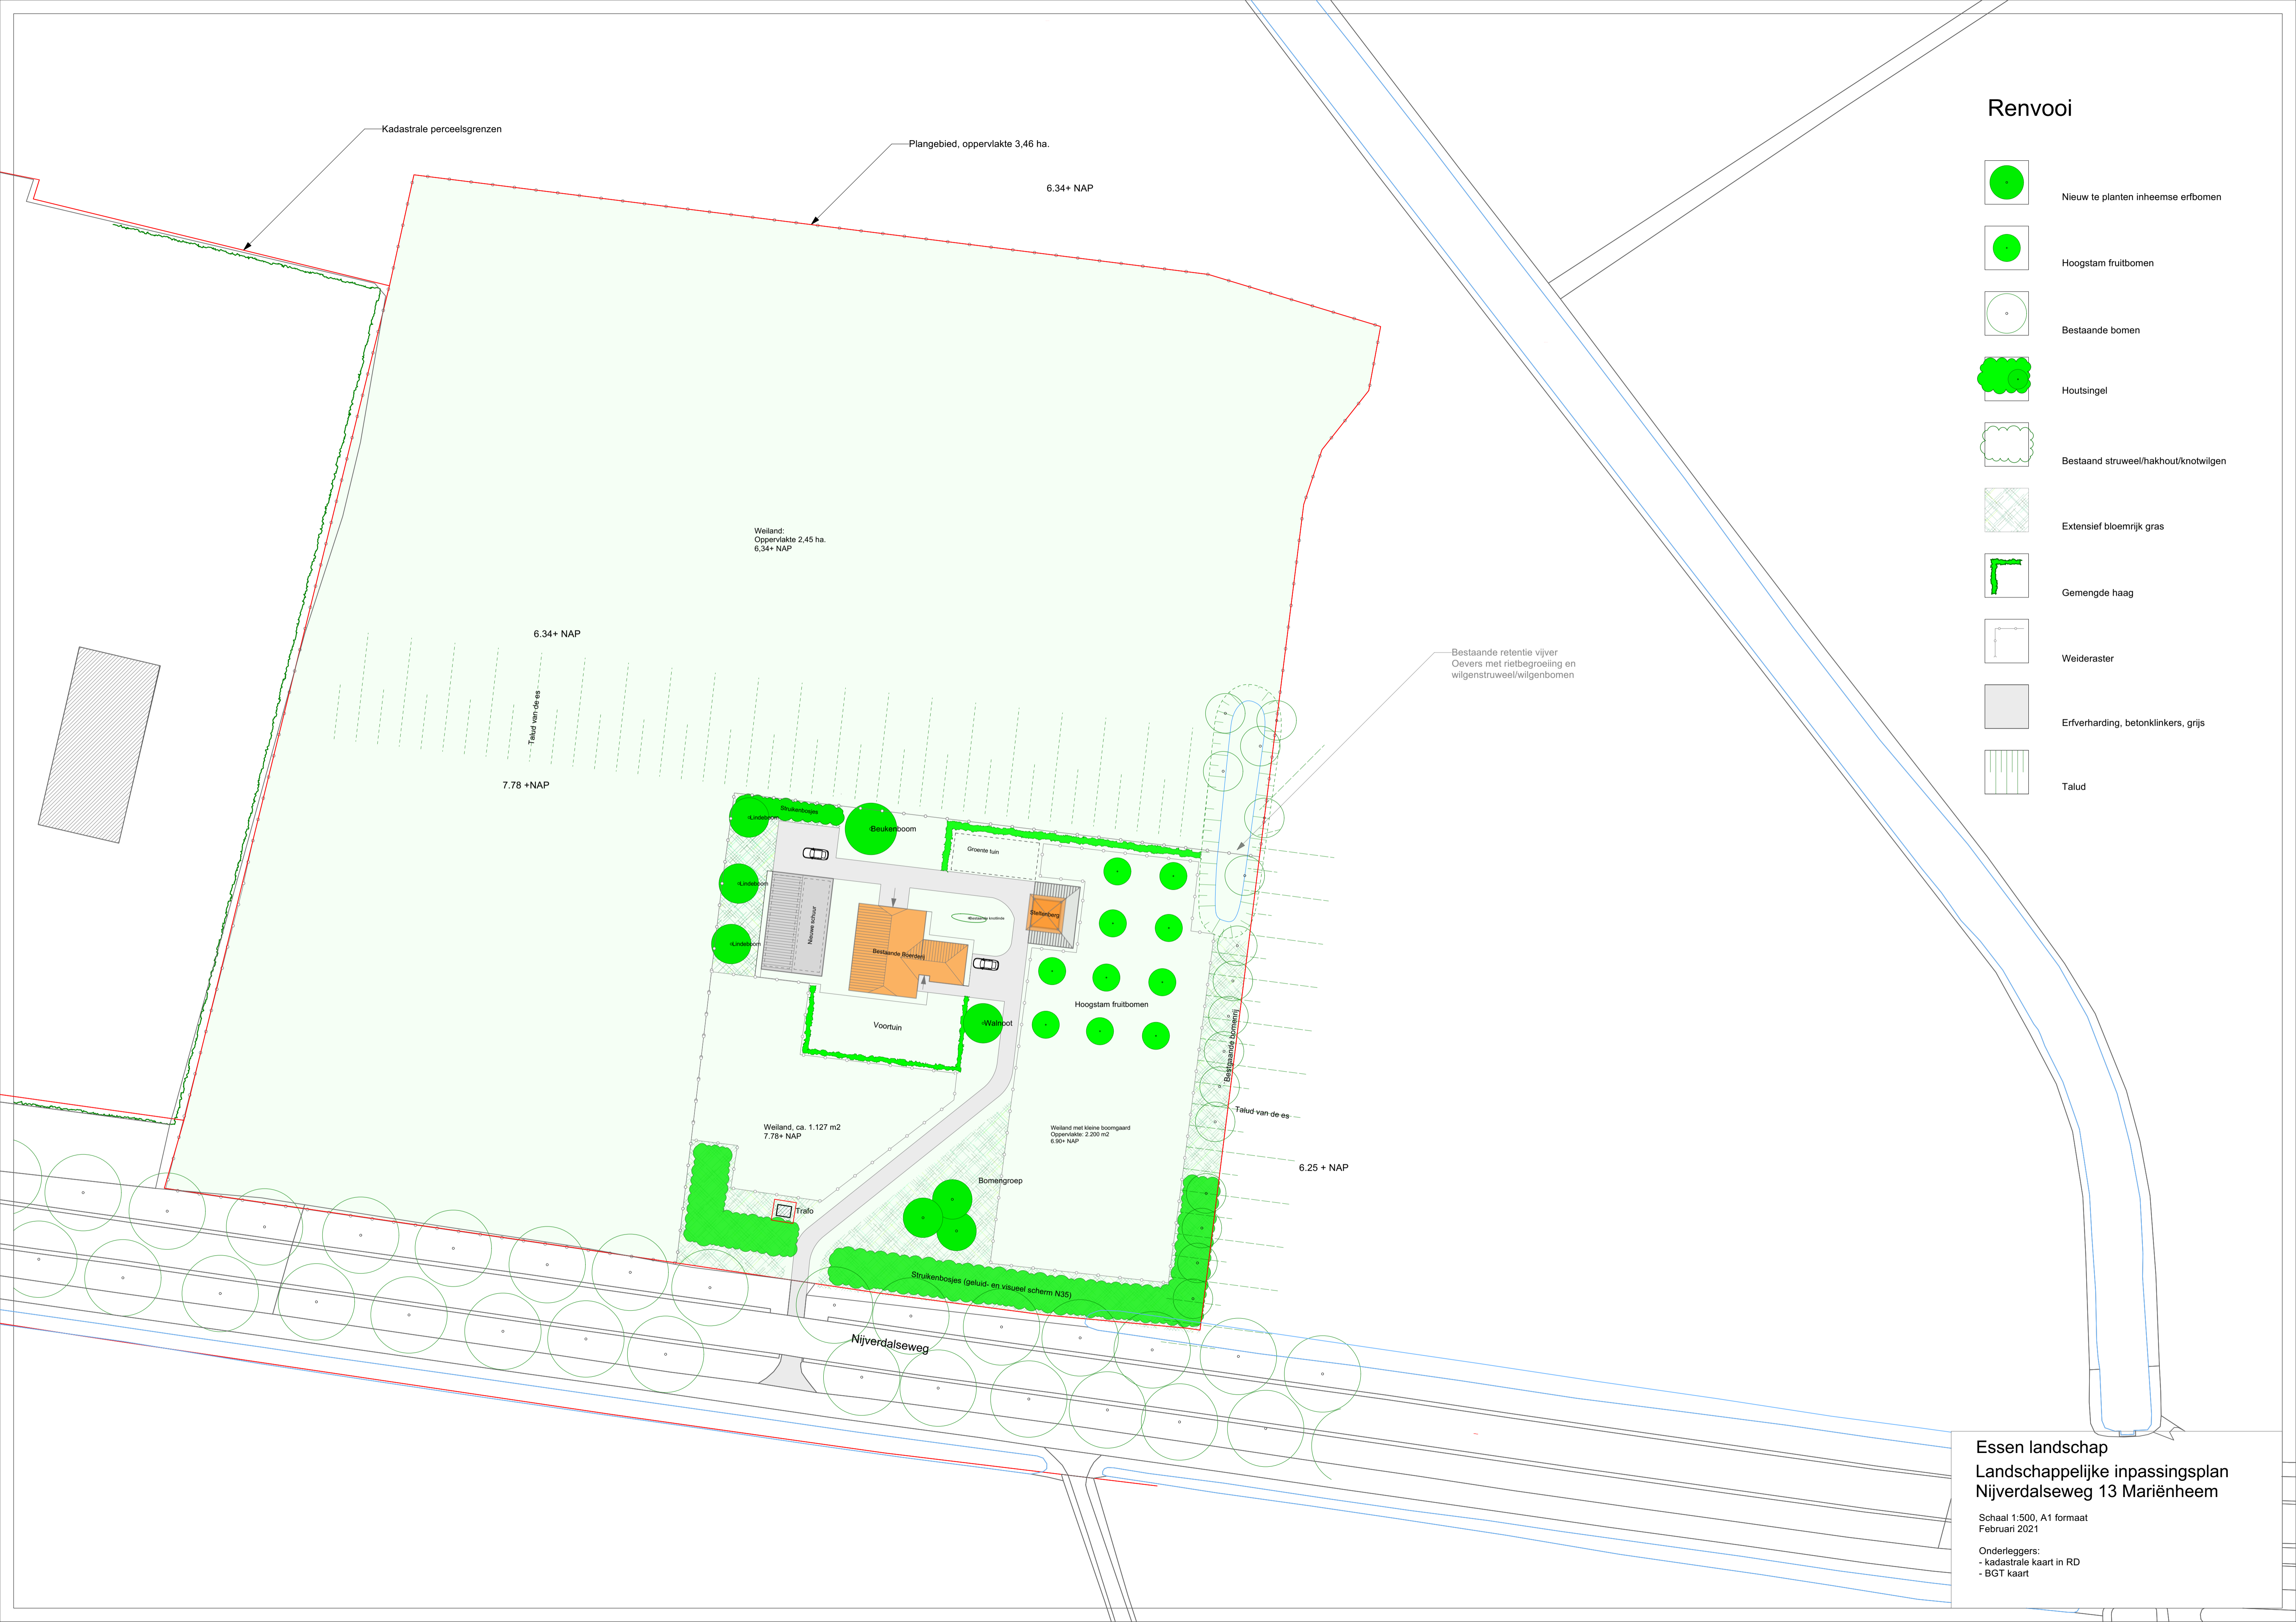 Renvooi
Nieuw te planten inheemse erfbomen
Hoogstam fruitbomen
Bestaande bomen
Houtsingel
Bestaand struweel/hakhout/knotwilgen
Extensief bloemrijk gras
Gemengde haag
Weideraster
Erfverharding, betonklinkers, grijs
Talud
Kadastrale perceelsgrenzen
Plangebied, oppervlakte 3,46 ha.
6.34+ NAP
Weiland:
Oppervlakte 2,45 ha.
6,34+ NAP
6.34+ NAP
Talud van de es
7.78 +NAP
Bestaande retentie vijver
Oevers met rietbegroeiing en
wilgenstruweel/wilgenbomen
Struikenbosjes
Lindeboom
Beukenboom
Groente tuin
Lindeboom
Nieuwe schuur
Steltenberg
Lindeboom
Bestaande Boerderij
Hoogstam fruitbomen
Walnoot
Voortuin
Bestgaande bomenrij
Talud van de es
Weiland, ca. 1.127 m2
7.78+ NAP
Weiland met kleine boomgaard
Oppervlakte: 2.200 m2
6.90+ NAP
6.25 + NAP
Bomengroep
Trafo
Struikenbosjes (geluid- en visueel scherm N35)
Nijverdalseweg
Essen landschap
Landschappelijke inpassingsplan
Nijverdalseweg 13 Mariënheem
Schaal 1:500, A1 formaat
Februari 2021
Onderleggers:
- kadastrale kaart in RD
- BGT kaart